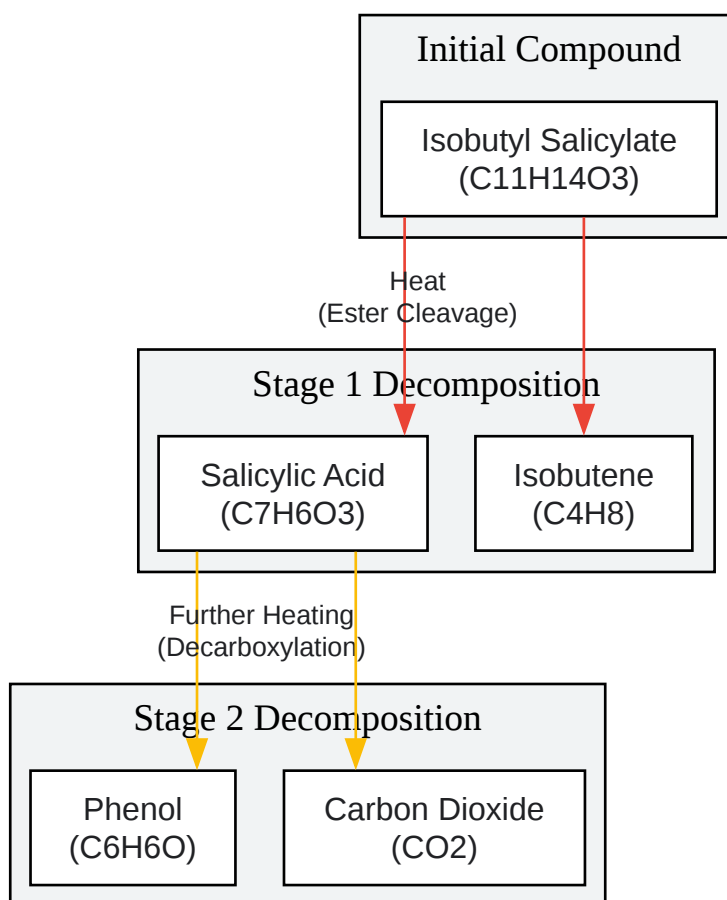 Initial Compound
Isobutyl Salicylate
(C11H14O3)
Heat
(Ester Cleavage)
Stage 1 Decomposition
Salicylic Acid
(C7H6O3)
Isobutene
(C4H8)
Further Heating
(Decarboxylation)
Stage 2 Decomposition
Phenol
(C6H6O)
Carbon Dioxide
(CO2)